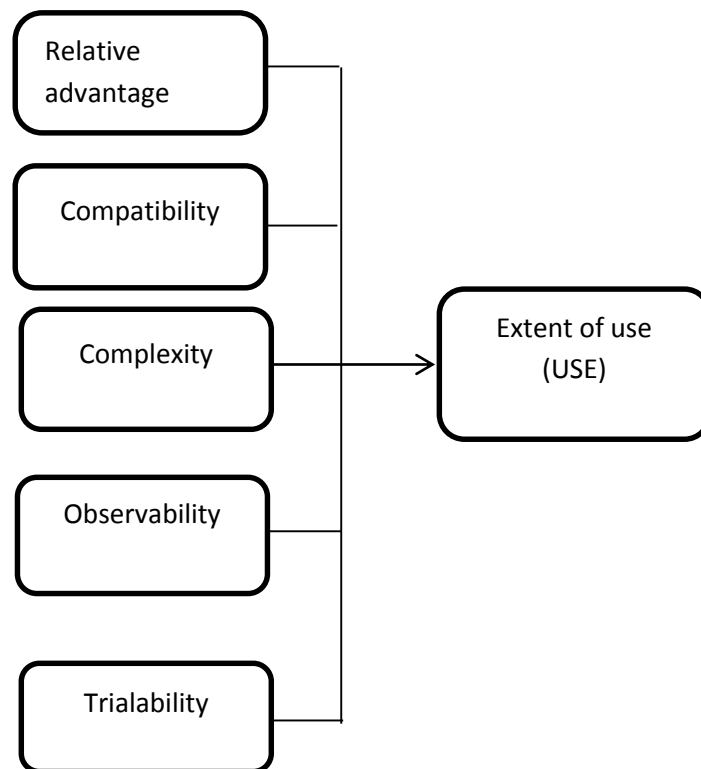 Relative
advantage
Compatibility
Complexity
Extent of use
(USE)
Observability
Trialability